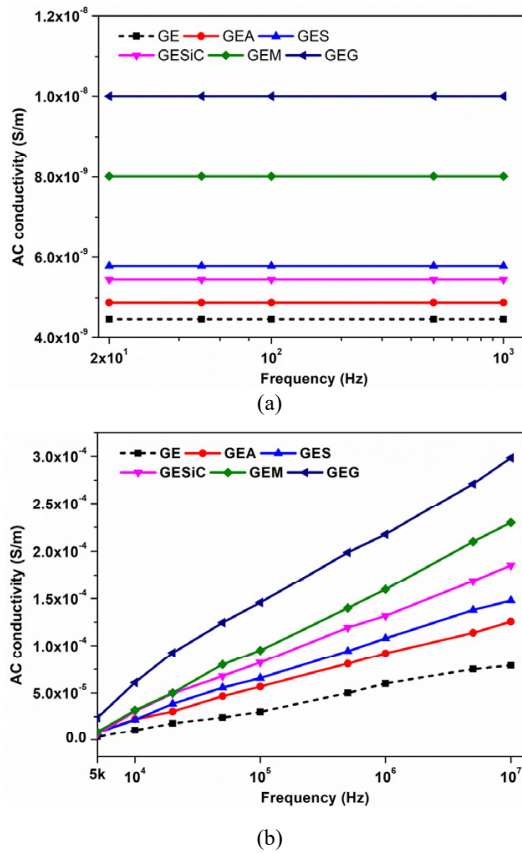 1.2x10⁻⁸
GE GEA GES
GESiC GEM GEG
1.0x10⁻⁸
8.0x10⁻⁹
6.0x10⁻⁹
4.0x10⁻⁹
AC conductivity (S/m)
2x10¹ 10² 10³
Frequency (Hz)
(a)
GE GEA GES
GESiC GEM GEG
3.0x10⁻⁴
2.5x10⁻⁴
2.0x10⁻⁴
1.5x10⁻⁴
1.0x10⁻⁴
5.0x10⁻⁵
0.0
AC conductivity (S/m)
5k 10⁴ 10⁵ 10⁶ 10⁷
Frequency (Hz)
(b)